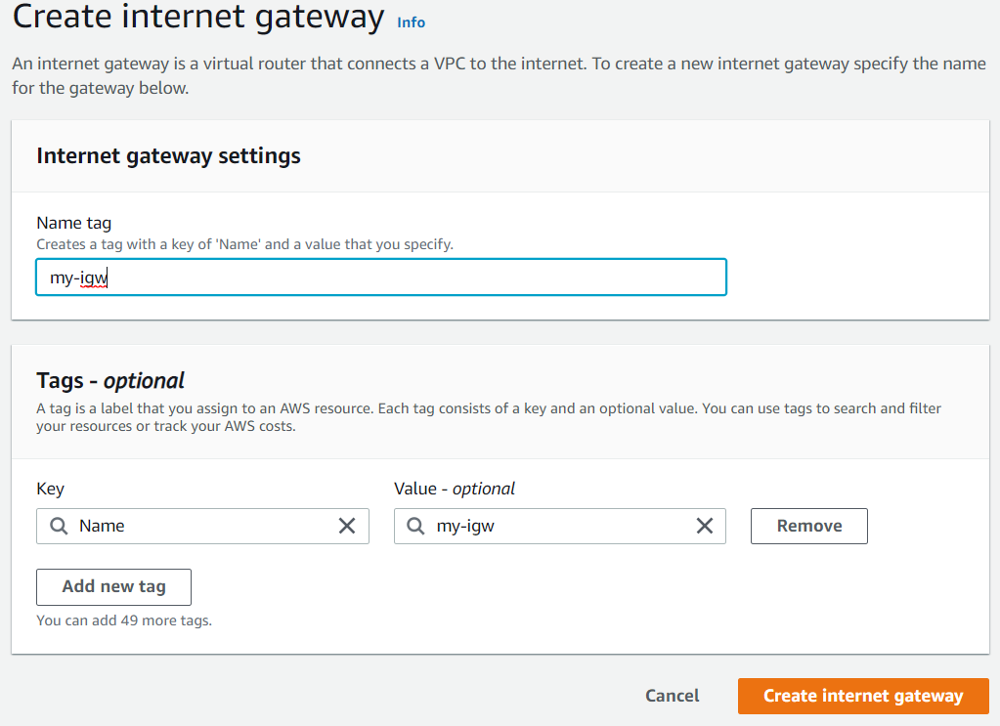 Create internet gateway Info
An internet gateway is a virtual router that connects a VPC to the internet. To create a new internet gateway specify the name
for the gateway below.
Internet gateway settings
Name tag
Creates a tag with a key of 'Name' and a value that you specify.
my-igw
Tags - optional
A tag is a label that you assign to an AWS resource. Each tag consists of a key and an optional value. You can use tags to search and filter
your resources or track your AWS costs.
Key Value - optional
Name my-igw Remove
Add new tag
You can add 49 more tags.
Cancel Create internet gateway